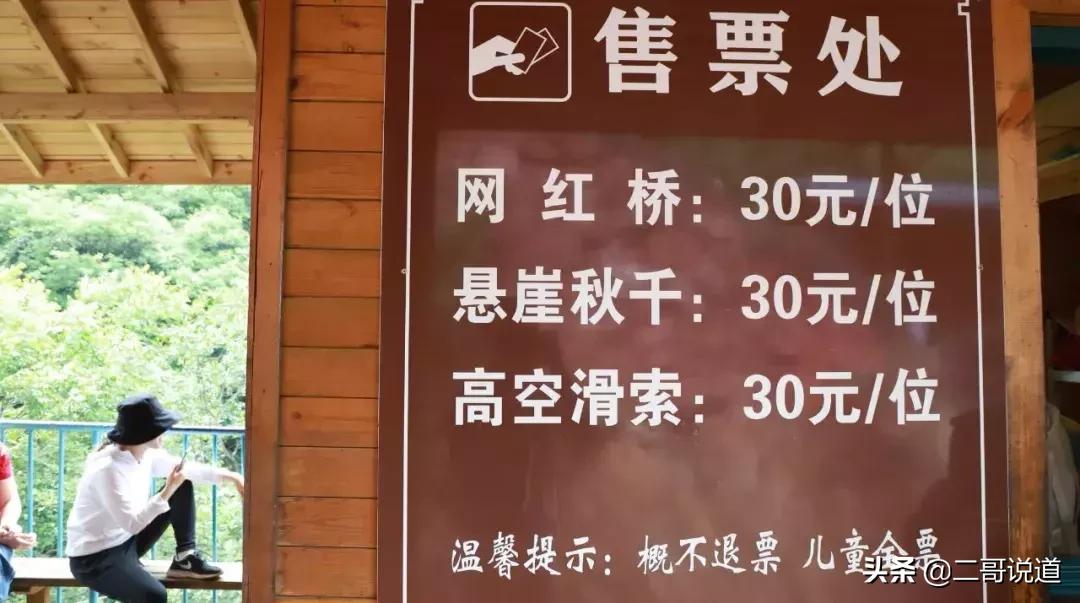 售票处
网红桥：30元/位
悬崖秋千：30元/位
高空滑索：30元/位
温馨提示：概不退票 儿童全票
头条 @二哥说道